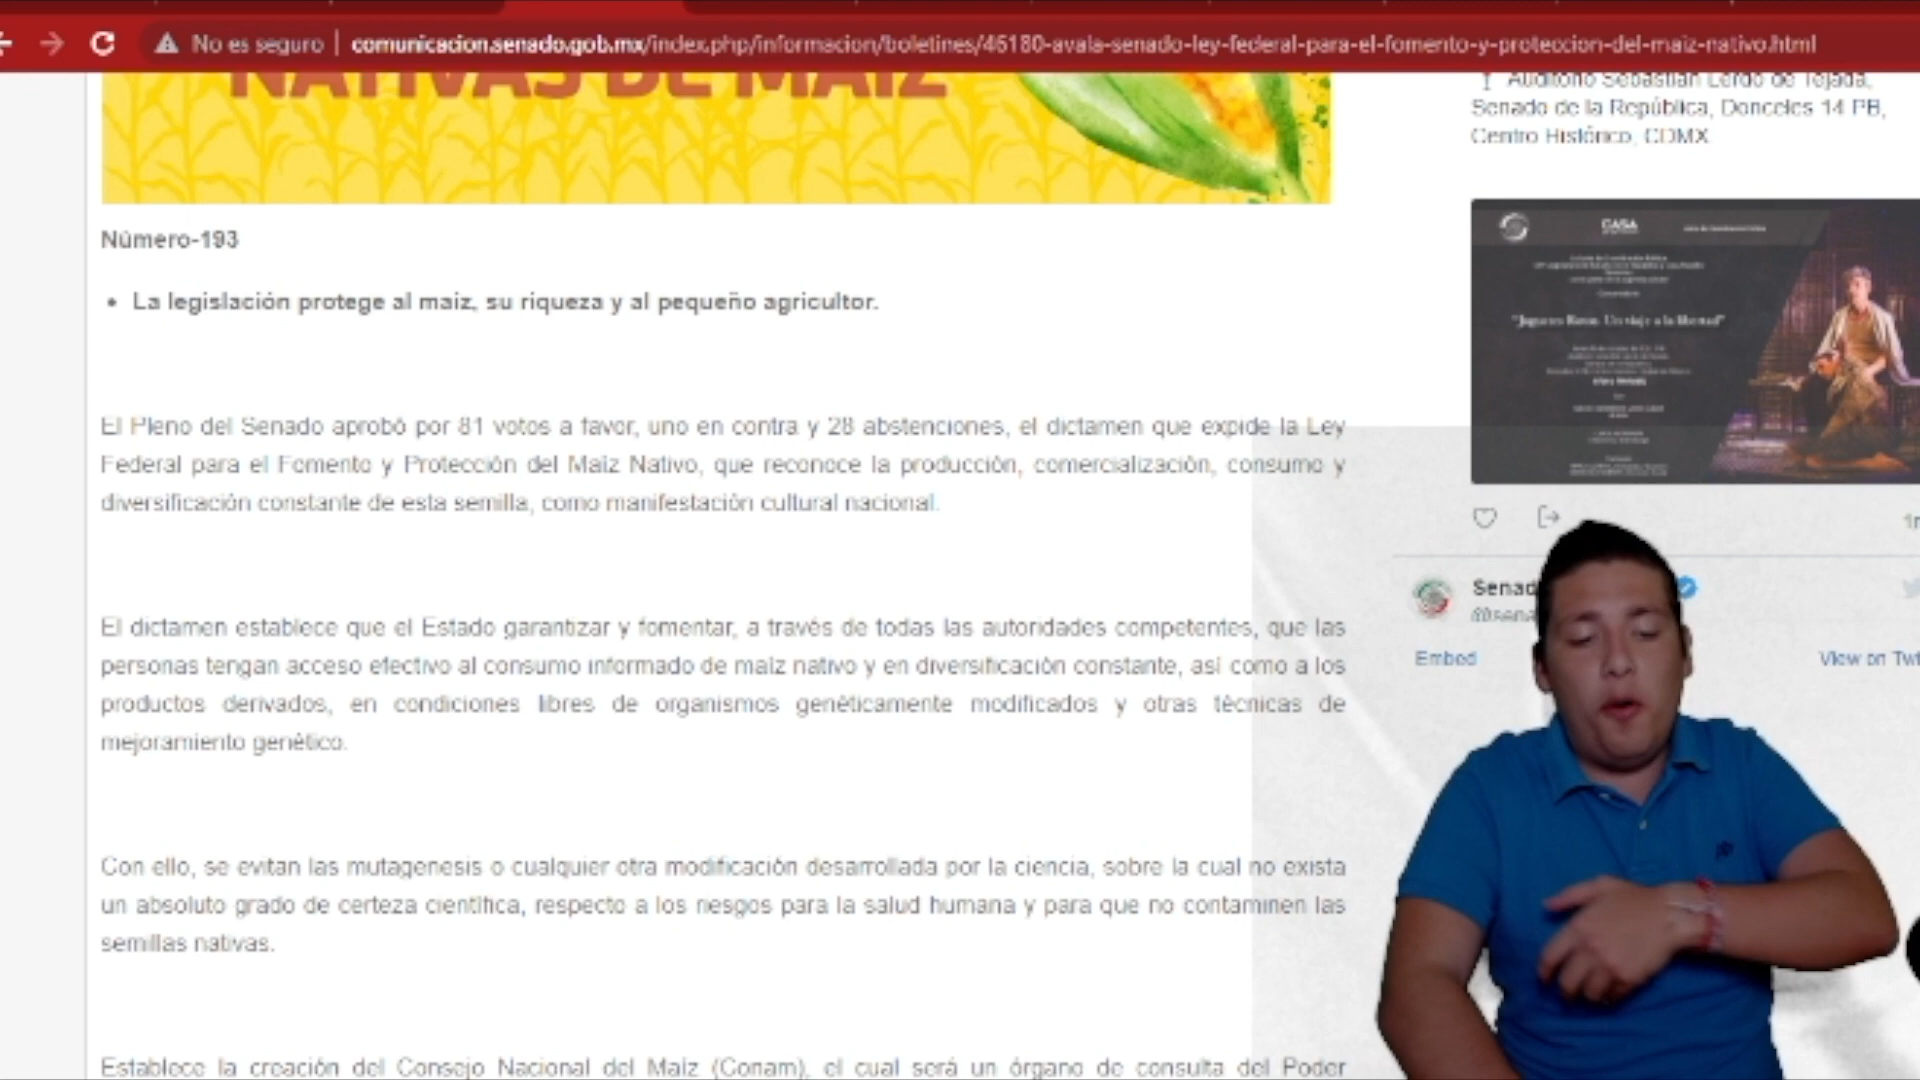 No es seguro | comunicacion.senado.gob.mx/index.php/informacion/boletines/46180-avala-senado-ley-federal-para-el-fomento-y-proteccion-del-maiz-nativo.html
NATIVAS DE MAÍZ
Número-193
• La legislación protege al maíz, su riqueza y al pequeño agricultor.
El Pleno del Senado aprobó por 81 votos a favor, uno en contra y 28 abstenciones, el dictamen que expide la Ley
Federal para el Fomento y Protección del Maíz Nativo, que reconoce la producción, comercialización, consumo y
diversificación constante de esta semilla, como manifestación cultural nacional.
El dictamen establece que el Estado garantizar y fomentar, a través de todas las autoridades competentes, que las
personas tengan acceso efectivo al consumo informado de maíz nativo y en diversificación constante, así como a los
productos derivados, en condiciones libres de organismos genéticamente modificados y otras técnicas de
mejoramiento genético.
Con ello, se evitan las mutagenesis o cualquier otra modificación desarrollada por la ciencia, sobre la cual no exista
un absoluto grado de certeza científica, respecto a los riesgos para la salud humana y para que no contaminen las
semillas nativas.
Establece la creación del Consejo Nacional del Maíz (Conam), el cual será un órgano de consulta del Poder
Auditorio Sebastián Lerdo de Tejada,
Senado de la República, Donceles 14 PB,
Centro Histórico, CDMX
CASA
Senad
@sena
Embed
View on Twi